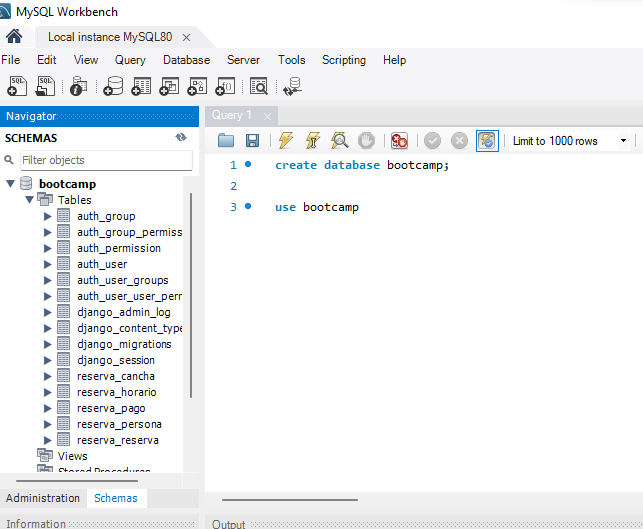 MySQL Workbench
Local instance MySQL80
File Edit View Query Database Server Tools Scripting Help
Navigator
SCHEMAS
Filter objects
bootcamp
Tables
auth_group
auth_group_permiss
auth_permission
auth_user
auth_user_groups
auth_user_user_perr
django_admin_log
django_content_type
django_migrations
django_session
reserva_cancha
reserva_horario
reserva_pago
reserva_persona
reserva_reserva
Views
Stored Procedures
Administration Schemas
Information
Query 1
Limit to 1000 rows
1 create database bootcamp;
2
3 use bootcamp
Output